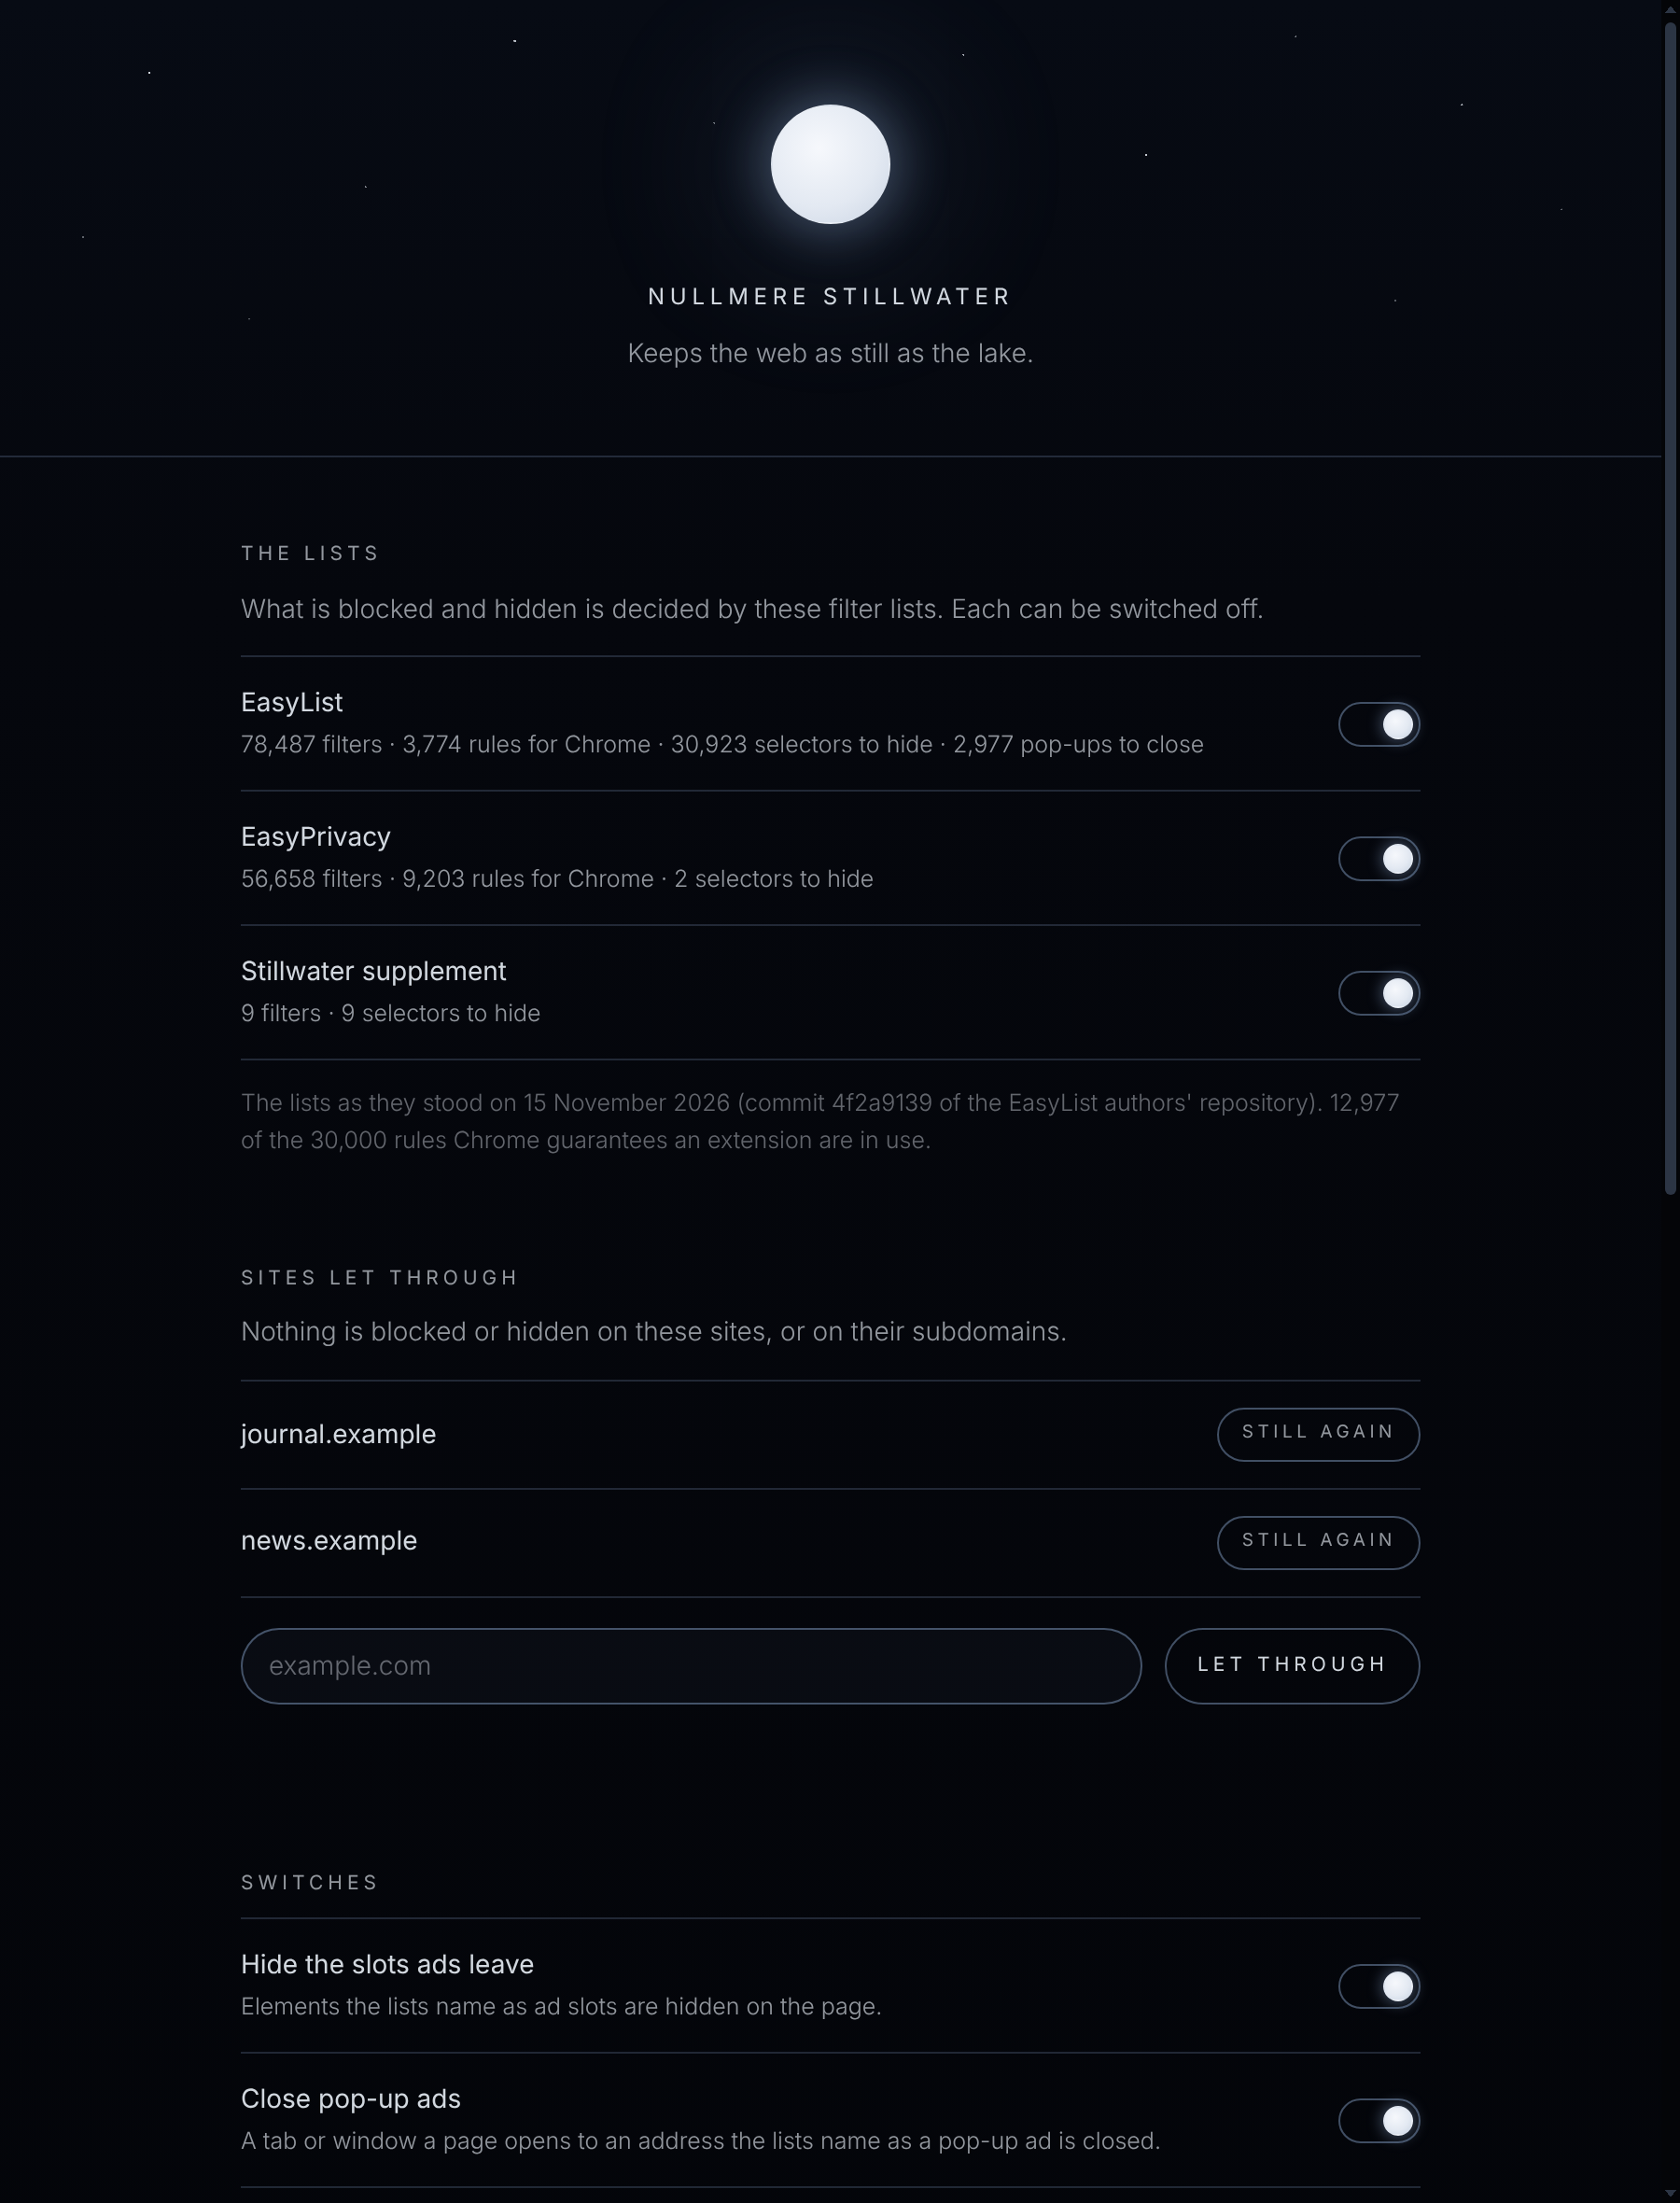 NULLMERE STILLWATER
Keeps the web as still as the lake.
THE LISTS
What is blocked and hidden is decided by these filter lists. Each can be switched off.
EasyList
78,487 filters · 3,774 rules for Chrome · 30,923 selectors to hide · 2,977 pop-ups to close
EasyPrivacy
56,658 filters · 9,203 rules for Chrome · 2 selectors to hide
Stillwater supplement
9 filters · 9 selectors to hide
The lists as they stood on 15 November 2026 (commit 4f2a9139 of the EasyList authors' repository). 12,977
of the 30,000 rules Chrome guarantees an extension are in use.
SITES LET THROUGH
Nothing is blocked or hidden on these sites, or on their subdomains.
journal.example
STILL AGAIN
news.example
STILL AGAIN
example.com
LET THROUGH
SWITCHES
Hide the slots ads leave
Elements the lists name as ad slots are hidden on the page.
Close pop-up ads
A tab or window a page opens to an address the lists name as a pop-up ad is closed.